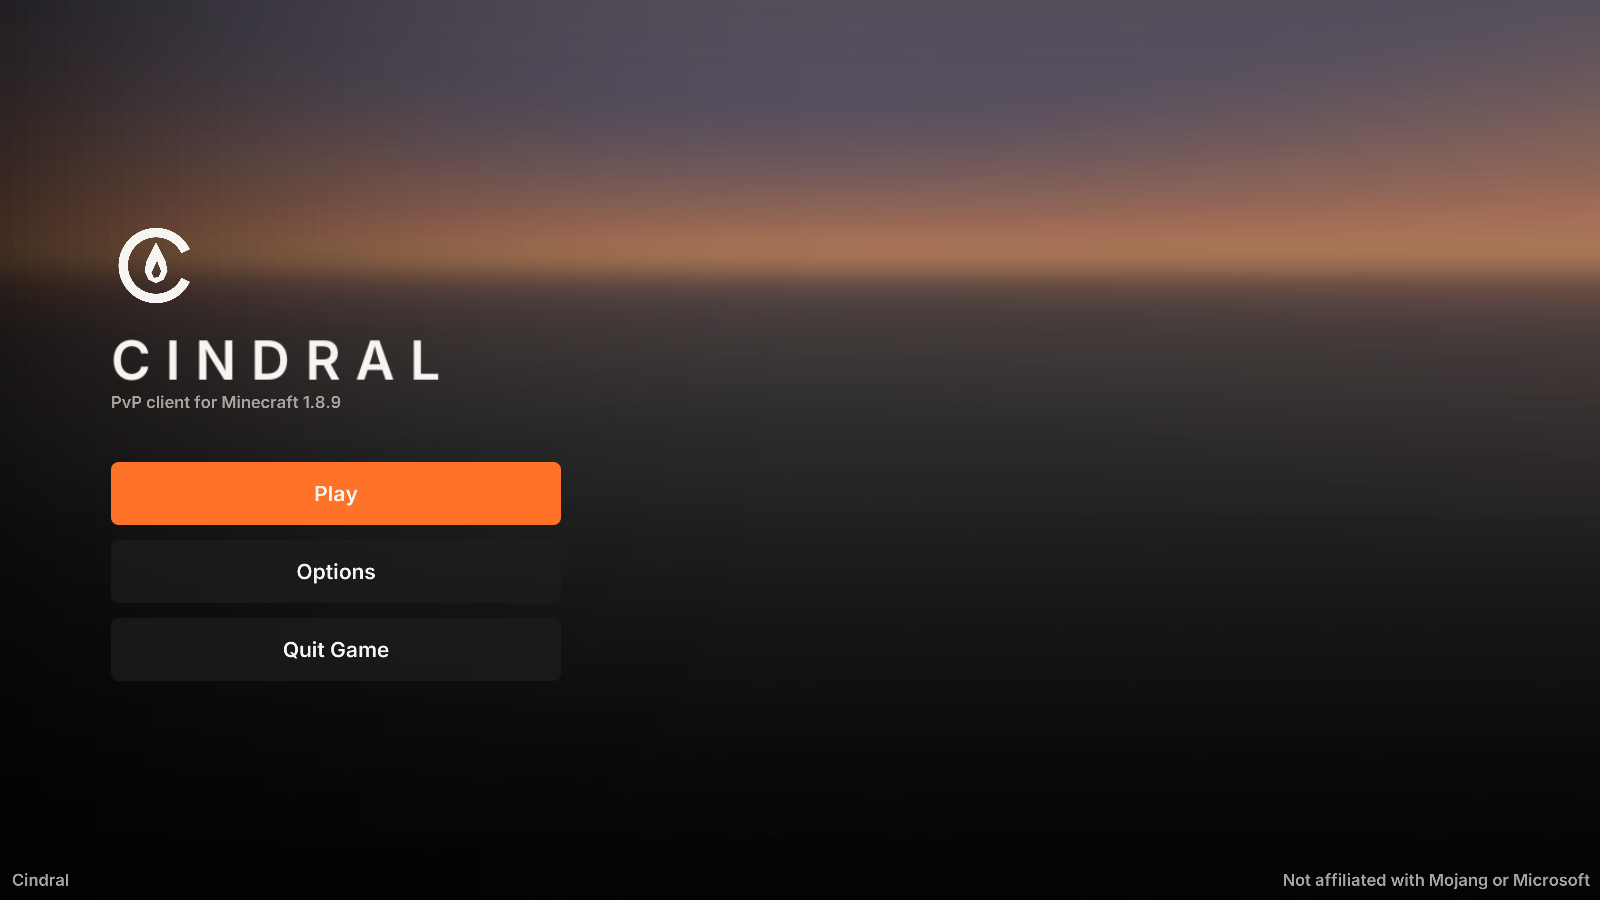 CINDRAL
PvP client for Minecraft 1.8.9
Play
Options
Quit Game
Cindral
Not affiliated with Mojang or Microsoft